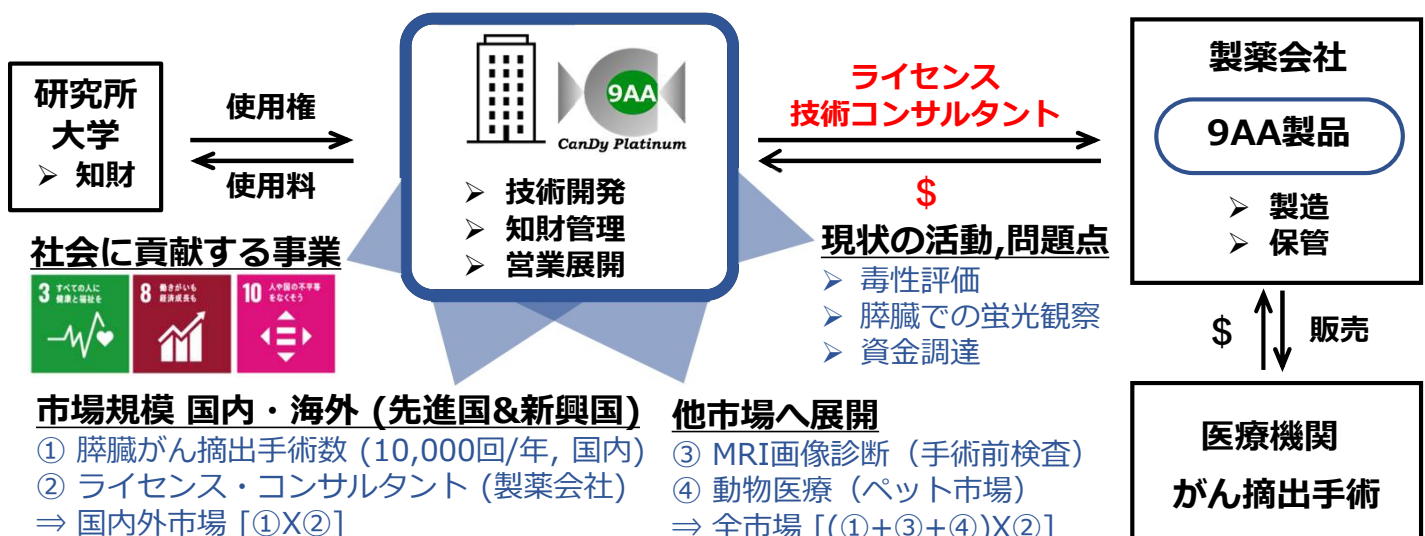 研究所
大学
➢ 知財
使用権
使用料
9AA
CanDy Platinum
➢ 技術開発
➢ 知財管理
➢ 営業展開
ライセンス
技術コンサルタント
$
製薬会社
9AA製品
➢ 製造
➢ 保管
$
販売
医療機関
がん摘出手術
社会に貢献する事業
3 すべての人に
健康と福祉を
8 働きがいも
経済成長も
10 人や国の不平等
をなくそう
現状の活動,問題点
➢ 毒性評価
➢ 膵臓での蛍光観察
➢ 資金調達
市場規模 国内・海外 (先進国&新興国)
① 膵臓がん摘出手術数 (10,000回/年, 国内)
② ライセンス・コンサルタント (製薬会社)
⇒ 国内外市場 [①X②]
他市場へ展開
③ MRI画像診断（手術前検査）
④ 動物医療（ペット市場）
⇒ 全市場 [(①+③+④)X②]